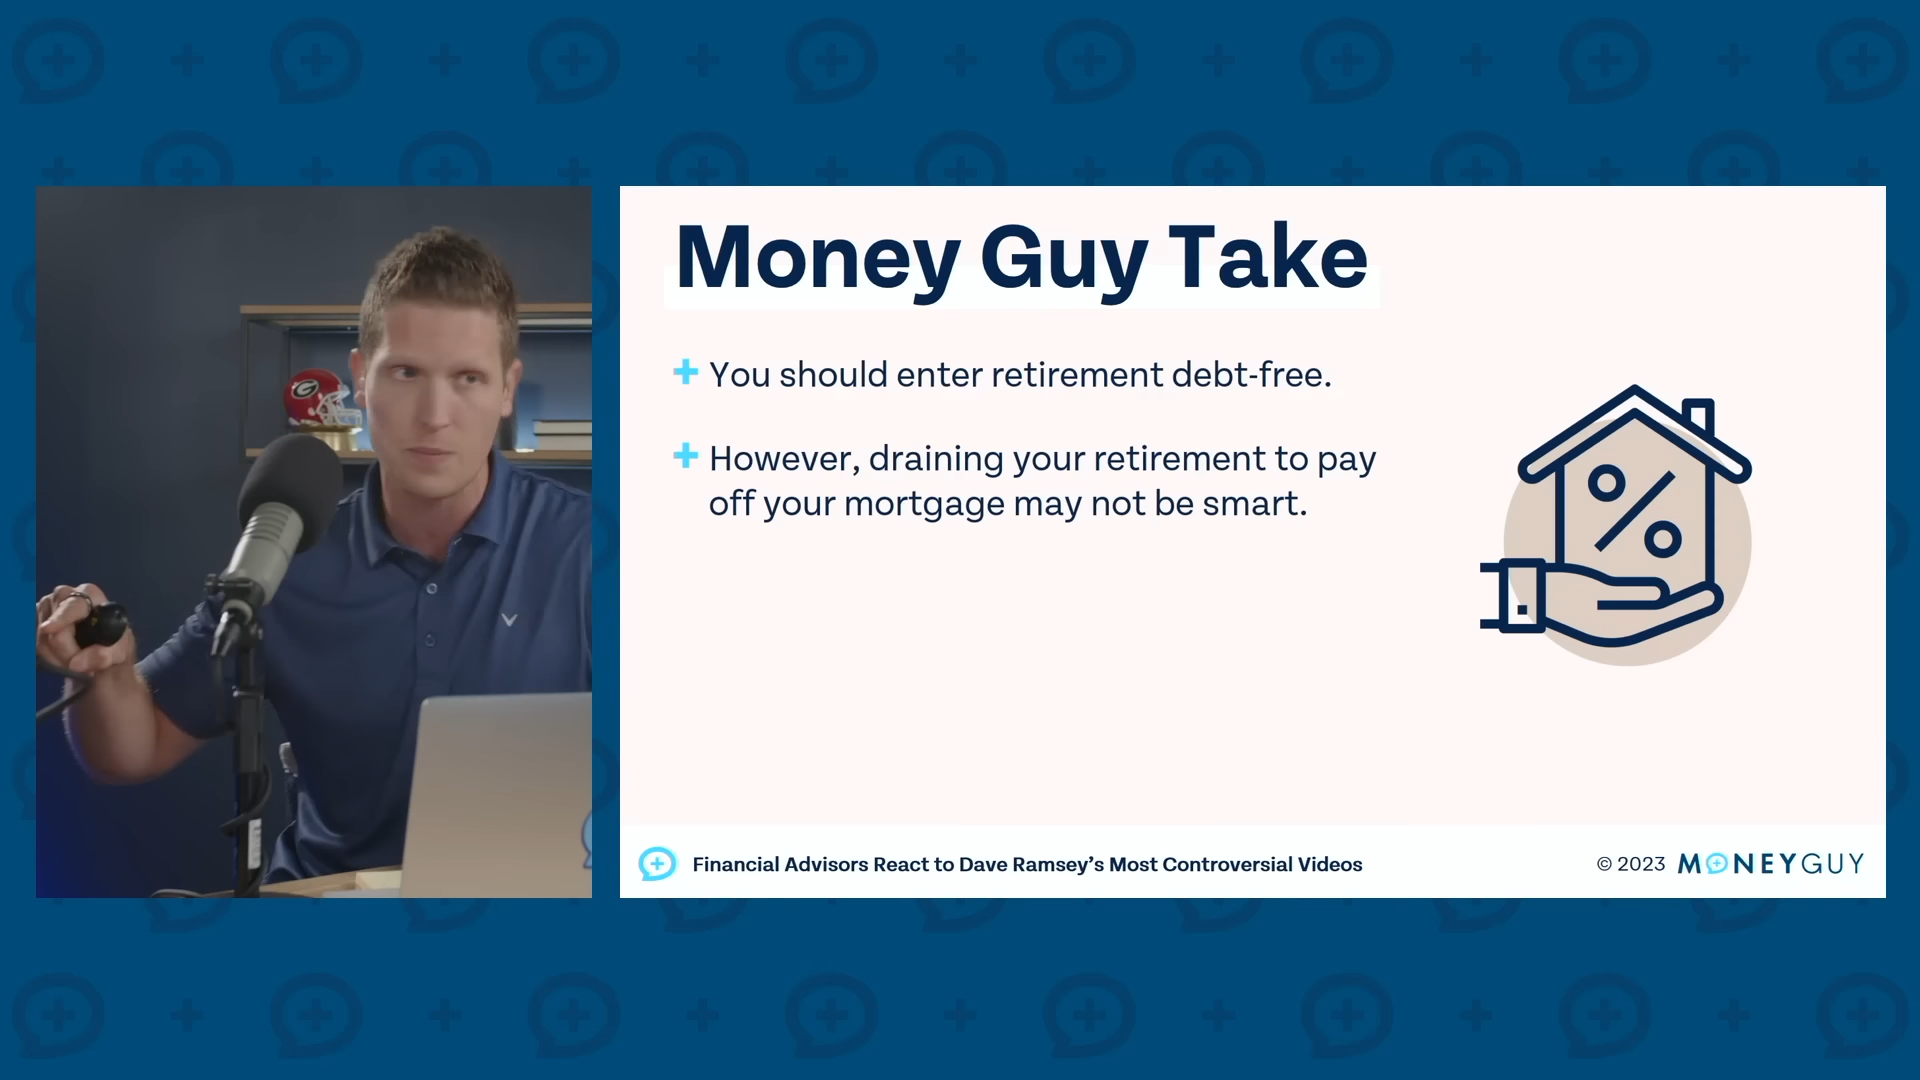 Money Guy Take
You should enter retirement debt-free.
However, draining your retirement to pay
off your mortgage may not be smart.
Financial Advisors React to Dave Ramsey’s Most Controversial Videos
© 2023 MONEYGUY